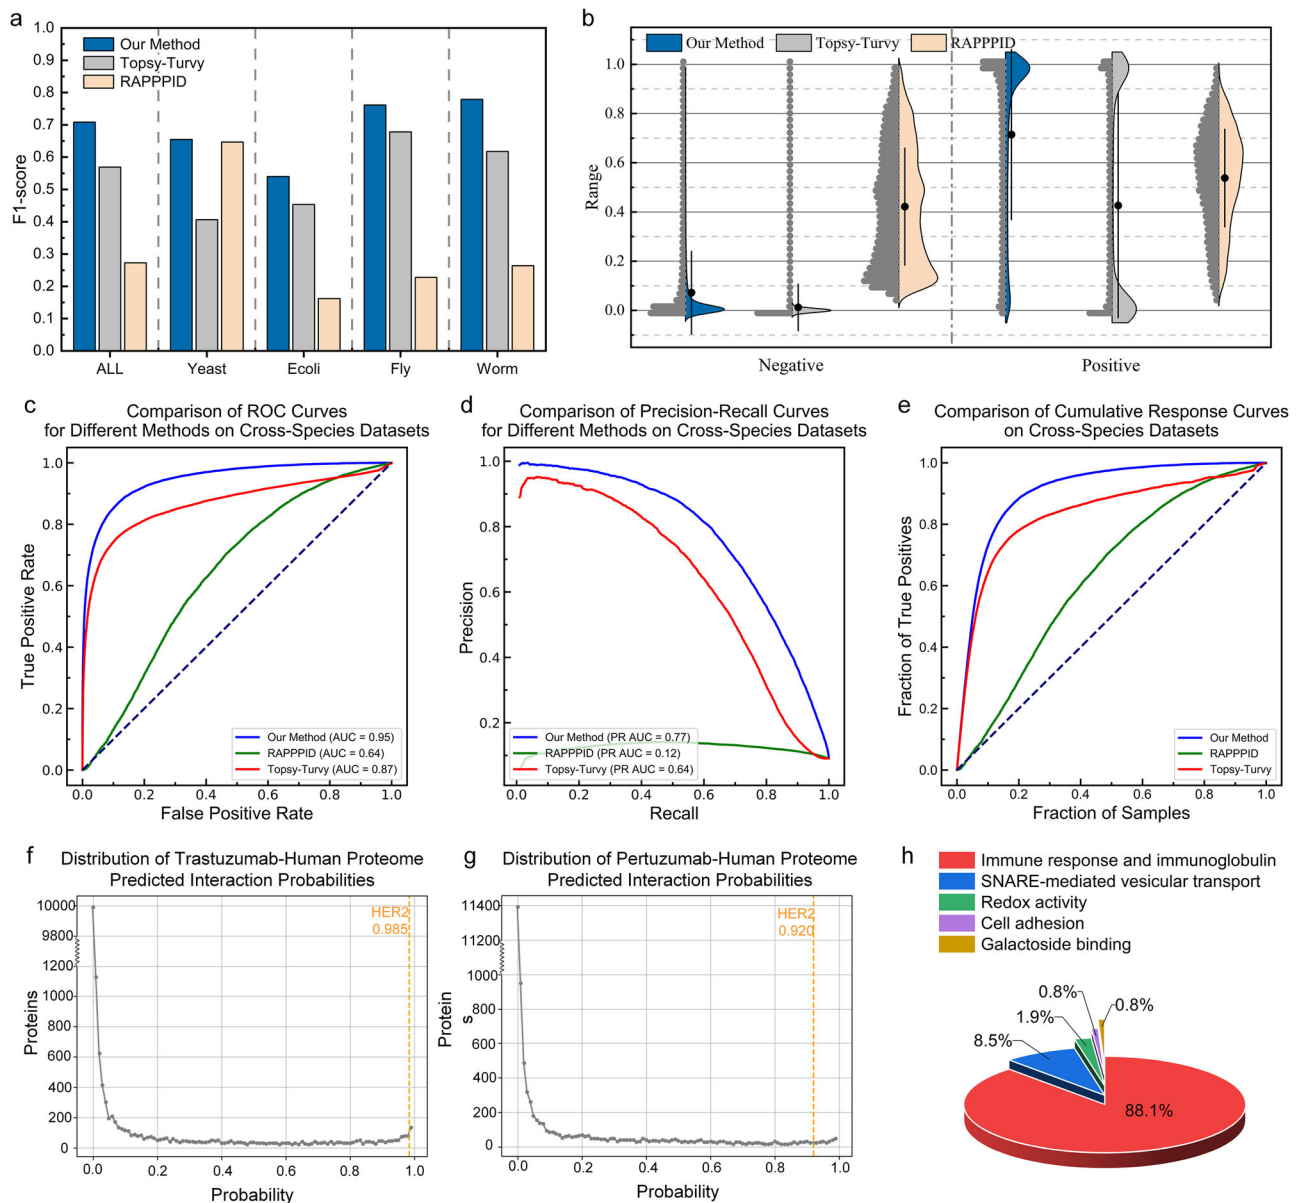 a
1.0
0.9
0.8
0.7
0.6
0.5
0.4
0.3
0.2
0.1
0.0
F1-score
Our Method
Topsy-Turvy
RAPPPID
ALL Yeast Ecoli Fly Worm
b
Our Method Topsy-Turvy RAPPPID
1.0
0.8
0.6
0.4
0.2
0.0
Range
Negative Positive
c
Comparison of ROC Curves
for Different Methods on Cross-Species Datasets
1.0
0.8
0.6
0.4
0.2
0.0
True Positive Rate
Our Method (AUC = 0.95)
RAPPPID (AUC = 0.64)
Topsy-Turvy (AUC = 0.87)
0.0 0.2 0.4 0.6 0.8 1.0
False Positive Rate
d
Comparison of Precision-Recall Curves
for Different Methods on Cross-Species Datasets
1.0
0.8
0.6
0.4
0.2
Precision
Our Method (PR AUC = 0.77)
RAPPPID (PR AUC = 0.12)
Topsy-Turvy (PR AUC = 0.64)
0.0 0.2 0.4 0.6 0.8 1.0
Recall
e
Comparison of Cumulative Response Curves
on Cross-Species Datasets
1.0
0.8
0.6
0.4
0.2
0.0
Fraction of True Positives
Our Method
RAPPPID
Topsy-Turvy
0.0 0.2 0.4 0.6 0.8 1.0
Fraction of Samples
f
Distribution of Trastuzumab-Human Proteome
Predicted Interaction Probabilities
10000
9800
1200
1000
800
600
400
200
0
Proteins
HER2
0.985
0.0 0.2 0.4 0.6 0.8 1.0
Probability
g
Distribution of Pertuzumab-Human Proteome
Predicted Interaction Probabilities
11400
11200
1000
800
600
400
200
0
Protein
s
HER2
0.920
0.0 0.2 0.4 0.6 0.8 1.0
Probability
h
Immune response and immunoglobulin
SNARE-mediated vesicular transport
Redox activity
Cell adhesion
Galactoside binding
0.8%
0.8%
1.9%
8.5%
88.1%